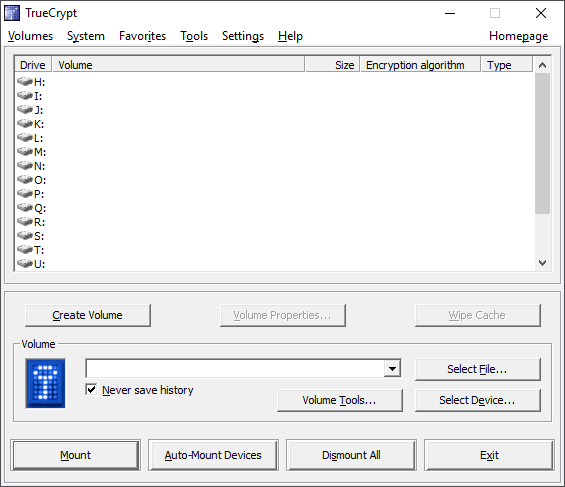 TrueCrypt
Volumes System Favorites Tools Settings Help Homepage
Drive Volume Size Encryption algorithm Type
H:
I:
J:
K:
L:
M:
N:
O:
P:
Q:
R:
S:
T:
U:
Create Volume Volume Properties... Wipe Cache
Volume
Select File...
Never save history
Volume Tools... Select Device...
Mount Auto-Mount Devices Dismount All Exit